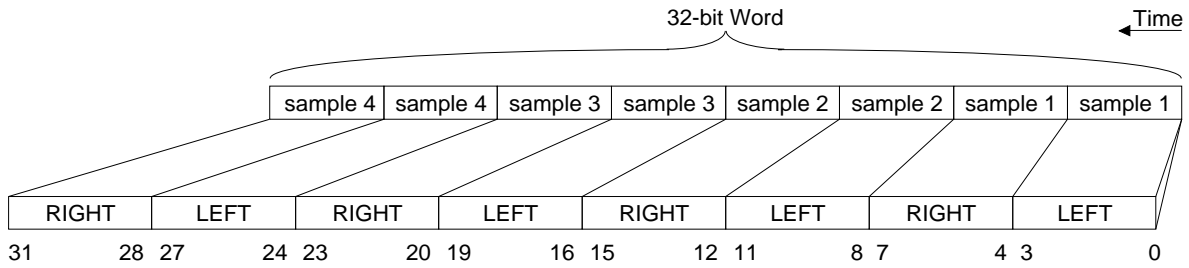 32-bit Word
Time
sample 4 sample 4 sample 3 sample 3 sample 2 sample 2 sample 1 sample 1
RIGHT LEFT RIGHT LEFT RIGHT LEFT RIGHT LEFT
31 28 27 24 23 20 19 16 15 12 11 8 7 4 3 0